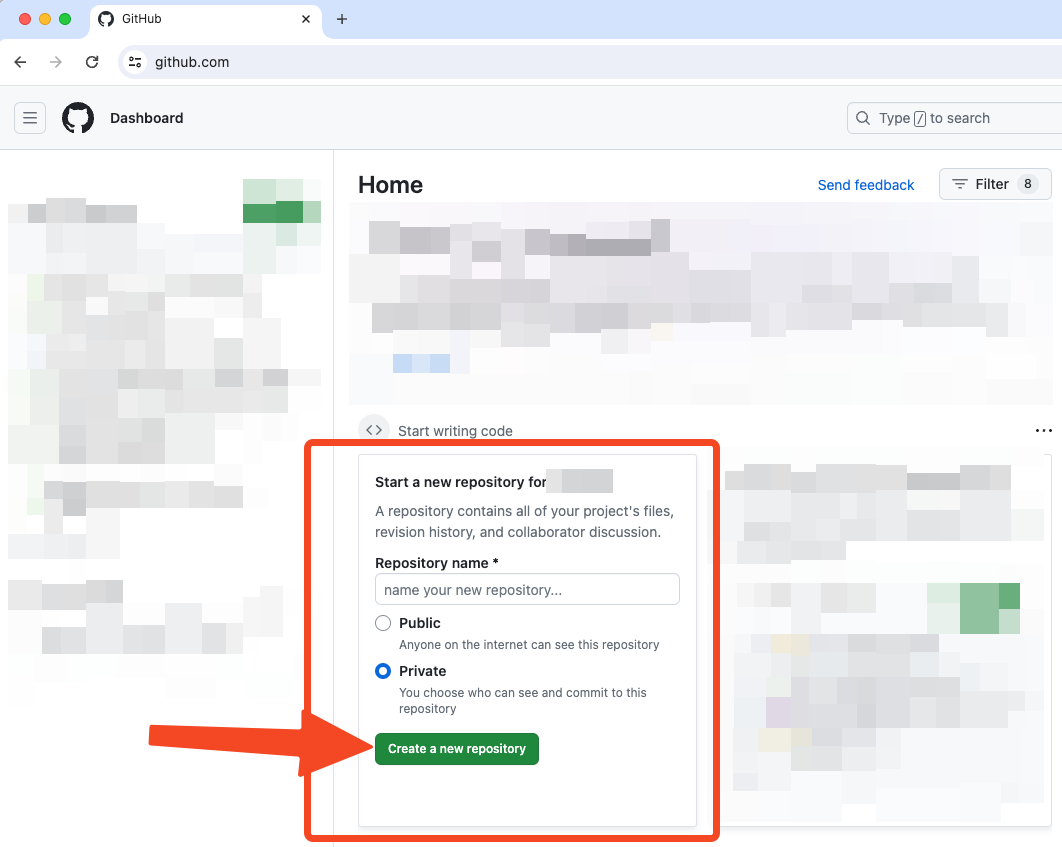 GitHub
github.com
Dashboard
Type / to search
Home
Send feedback
Filter 8
Start writing code
Start a new repository for
A repository contains all of your project's files,
revision history, and collaborator discussion.
Repository name *
name your new repository...
Public
Anyone on the internet can see this repository
Private
You choose who can see and commit to this
repository
Create a new repository